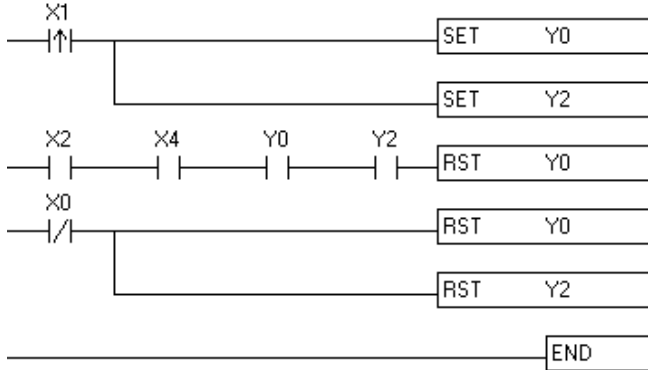 X1
SET Y0
SET Y2
X2 X4 Y0 Y2
RST Y0
X0
RST Y0
RST Y2
END